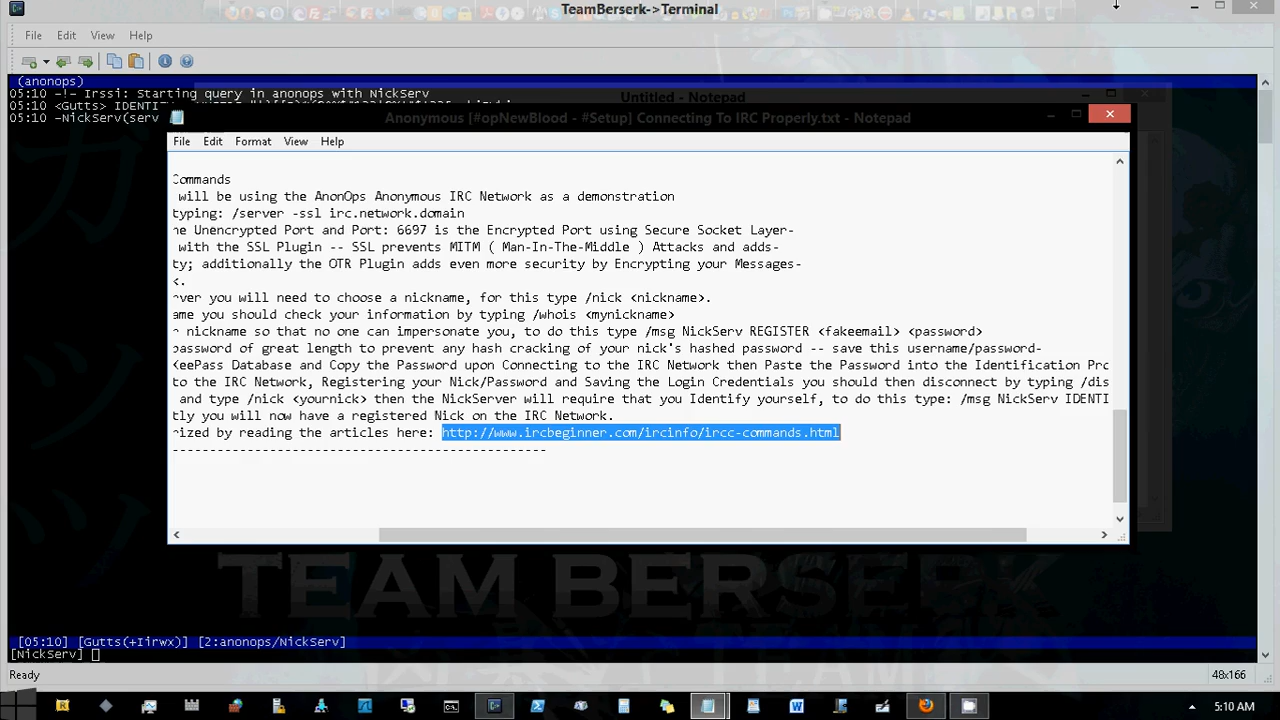 TeamBerserk->Terminal
File Edit View Help
(anonops)
05:10 -!- Irssi: Starting query in anonops with NickServ
05:10 <Gutts> IDENTIFY
05:10 -NickServ(serv
Untitled - Notepad
Anonymous [#opNewBlood - #Setup] Connecting To IRC Properly.txt - Notepad
File Edit Format View Help
Commands
will be using the AnonOps Anonymous IRC Network as a demonstration
typing: /server -ssl irc.network.domain
he Unencrypted Port and Port: 6697 is the Encrypted Port using Secure Socket Layer-
with the SSL Plugin -- SSL prevents MITM ( Man-In-The-Middle ) Attacks and adds-
ty; additionally the OTR Plugin adds even more security by Encrypting your Messages-
<.
ver you will need to choose a nickname, for this type /nick <nickname>.
ame you should check your information by typing /whois <mynickname>
nickname so that no one can impersonate you, to do this type /msg NickServ REGISTER <fakeemail> <password>
password of great length to prevent any hash cracking of your nick's hashed password -- save this username/password-
KeePass Database and Copy the Password upon Connecting to the IRC Network then Paste the Password into the Identification Prc
to the IRC Network, Registering your Nick/Password and Saving the Login Credentials you should then disconnect by typing /dis
and type /nick <yournick> then the NickServer will require that you Identify yourself, to do this type: /msg NickServ IDENTI
tly you will now have a registered Nick on the IRC Network.
nized by reading the articles here: http://www.ircbeginner.com/ircinfo/ircc-commands.html
--------------------------------------------------
ガッツ
TEAM BERSERK
[05:10] [Gutts(+Iirwx)] [2:anonops/NickServ]
[NickServ]
Ready
48x166
5:10 AM